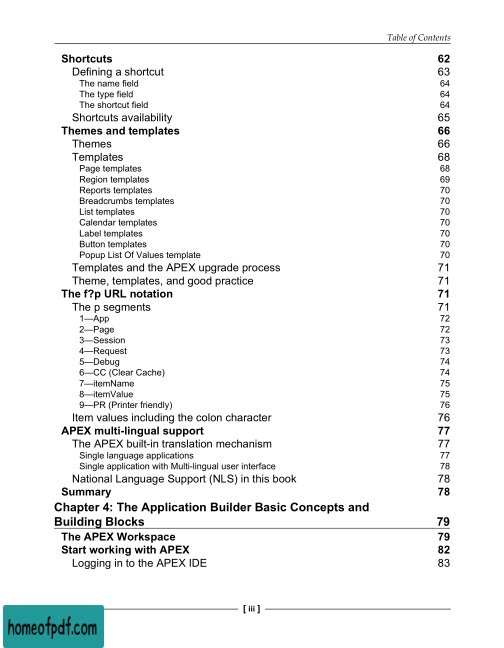 Table of Contents
Shortcuts 62
Defining a shortcut 63
The name field 64
The type field 64
The shortcut field 64
Shortcuts availability 65
Themes and templates 66
Themes 66
Templates 68
Page templates 68
Region templates 69
Reports templates 70
Breadcrumbs templates 70
List templates 70
Calendar templates 70
Label templates 70
Button templates 70
Popup List Of Values template 70
Templates and the APEX upgrade process 71
Theme, templates, and good practice 71
The f?p URL notation 71
The p segments 71
1—App 72
2—Page 72
3—Session 73
4—Request 73
5—Debug 74
6—CC (Clear Cache) 74
7—itemName 75
8—itemValue 75
9—PR (Printer friendly) 76
Item values including the colon character 76
APEX multi-lingual support 77
The APEX built-in translation mechanism 77
Single language applications 77
Single application with Multi-lingual user interface 78
National Language Support (NLS) in this book 78
Summary 78
Chapter 4: The Application Builder Basic Concepts and
Building Blocks 79
The APEX Workspace 79
Start working with APEX 82
Logging in to the APEX IDE 83
[ iii ]
homeofpdf.com